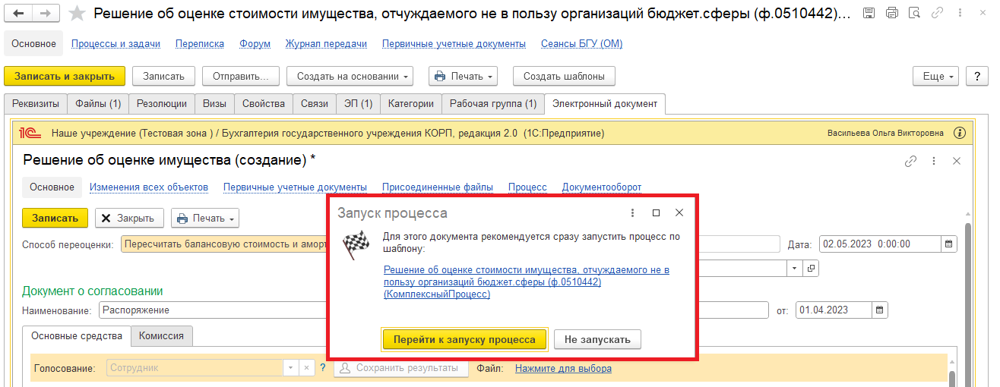 Решение об оценке стоимости имущества, отчуждаемого не в пользу организаций бюджет.сферы (ф.0510442)...
Основное Процессы и задачи Переписка Форум Журнал передачи Первичные учетные документы Сеансы БГУ (ОМ)
Записать и закрыть Записать Отправить... Создать на основании Печать Создать шаблоны Еще ?
Реквизиты Файлы (1) Резолюции Визы Свойства Связи ЭП (1) Категории Рабочая группа (1) Электронный документ
1С Наше учреждение (Тестовая зона ) / Бухгалтерия государственного учреждения КОРП, редакция 2.0 (1С:Предприятие) Васильева Ольга Викторовна
Решение об оценке имущества (создание) *
Основное Изменения всех объектов Первичные учетные документы Присоединенные файлы Процесс Документооборот
Записать Закрыть Печать
Способ переоценки: Пересчитать балансовую стоимость и аморт Дата: 02.05.2023 0:00:00
Документ о согласовании
Наименование: Распоряжение от: 01.04.2023
Основные средства Комиссия
Голосование: Сотрудник ? Сохранить результаты Файл: Нажмите для выбора
Запуск процесса
Для этого документа рекомендуется сразу запустить процесс по
шаблону:
Решение об оценке стоимости имущества, отчуждаемого не в
пользу организаций бюджет.сферы (ф.0510442)
(КомплексныйПроцесс)
Перейти к запуску процесса Не запускать